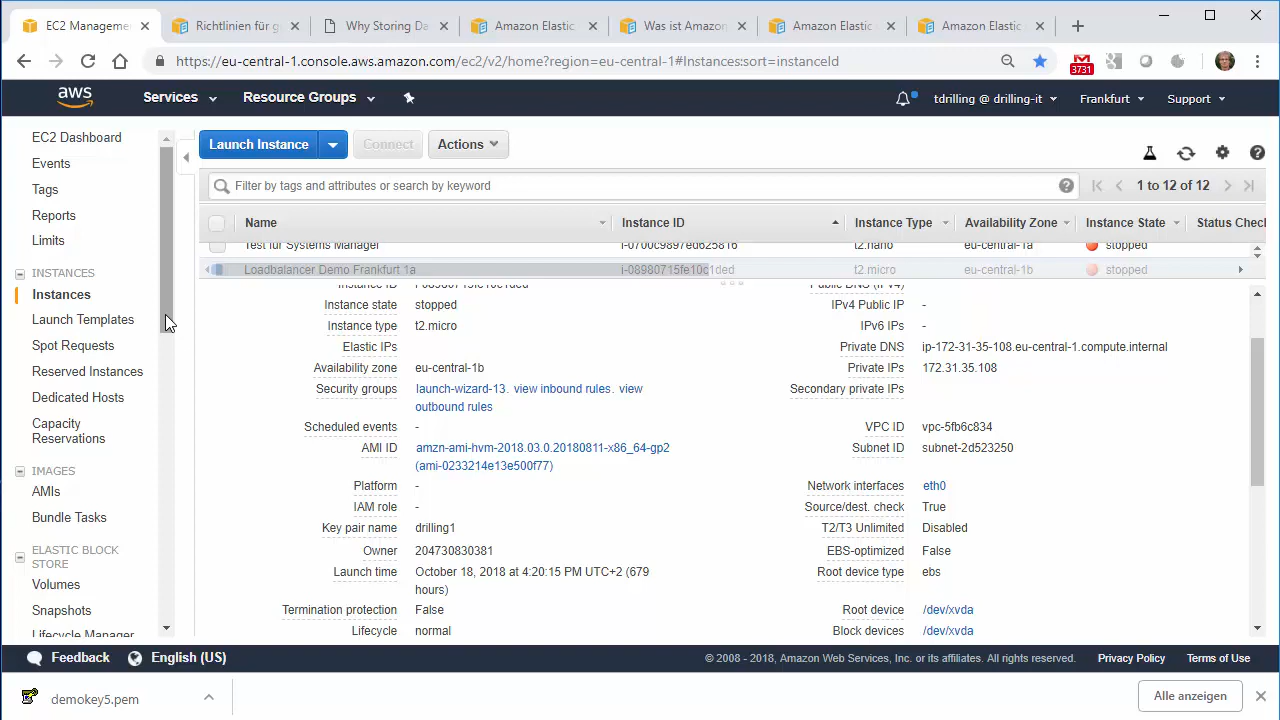 EC2 Manageme
Richtlinien für g
Why Storing Da
Amazon Elastic
Was ist Amazon
Amazon Elastic
Amazon Elastic
https://eu-central-1.console.aws.amazon.com/ec2/v2/home?region=eu-central-1#Instances:sort=instanceId
3731
aws
Services
Resource Groups
tdrilling @ drilling-it
Frankfurt
Support
EC2 Dashboard
Events
Tags
Reports
Limits
INSTANCES
Instances
Launch Templates
Spot Requests
Reserved Instances
Dedicated Hosts
Capacity
Reservations
IMAGES
AMIs
Bundle Tasks
ELASTIC BLOCK
STORE
Volumes
Snapshots
Lifecycle Manager
Launch Instance
Connect
Actions
Filter by tags and attributes or search by keyword
1 to 12 of 12
Name Instance ID Instance Type Availability Zone Instance State Status Check
Test für Systems Manager i-0700c9897ed625816 t2.nano eu-central-1a stopped
Loadbalancer Demo Frankfurt 1a i-08980715fe10c1ded t2.micro eu-central-1b stopped
Instance ID i-08980715fe10c1ded Public DNS (IPv4)
Instance state stopped IPv4 Public IP -
Instance type t2.micro IPv6 IPs -
Elastic IPs Private DNS ip-172-31-35-108.eu-central-1.compute.internal
Availability zone eu-central-1b Private IPs 172.31.35.108
Security groups launch-wizard-13. view inbound rules. view Secondary private IPs
outbound rules
Scheduled events - VPC ID vpc-5fb6c834
AMI ID amzn-ami-hvm-2018.03.0.20180811-x86_64-gp2 Subnet ID subnet-2d523250
(ami-0233214e13e500f77)
Platform - Network interfaces eth0
IAM role - Source/dest. check True
Key pair name drilling1 T2/T3 Unlimited Disabled
Owner 204730830381 EBS-optimized False
Launch time October 18, 2018 at 4:20:15 PM UTC+2 (679 Root device type ebs
hours)
Termination protection False Root device /dev/xvda
Lifecycle normal Block devices /dev/xvda
Feedback
English (US)
© 2008 - 2018, Amazon Web Services, Inc. or its affiliates. All rights reserved.
Privacy Policy
Terms of Use
demokey5.pem
Alle anzeigen